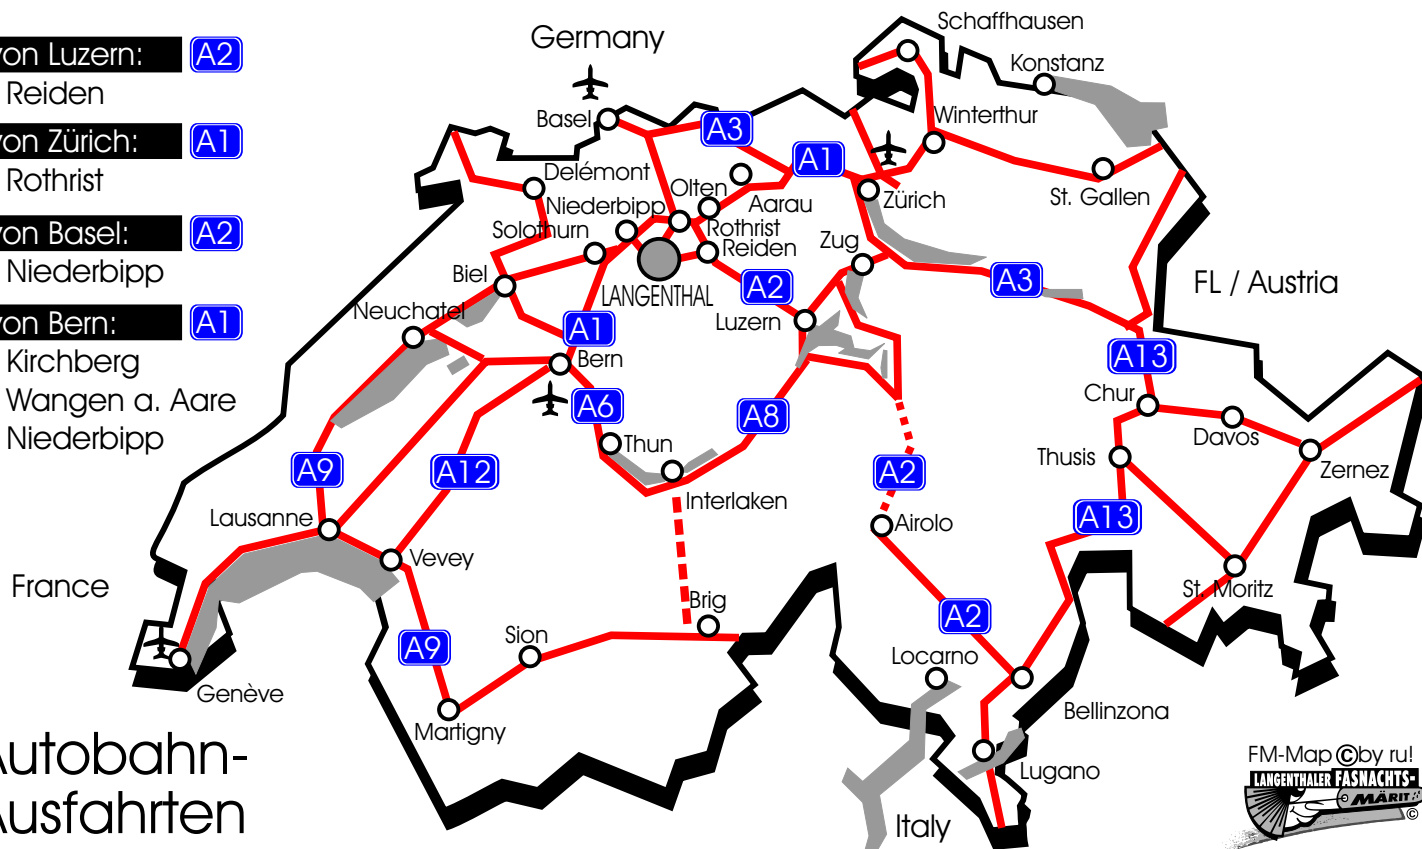 von Luzern: A2
Reiden
von Zürich: A1
Rothrist
von Basel: A2
Niederbipp
von Bern: A1
Kirchberg
Wangen a. Aare
Niederbipp
Autobahn-
Ausfahrten
Germany
Schaffhausen
Konstanz
Basel
A3
Winterthur
A1
Delémont
Olten
Aarau
Zürich
St. Gallen
Niederbipp
Rothrist
Solothurn
Reiden
Zug
Biel
LANGENTHAL
A2
A3
FL / Austria
Neuchatel
Luzern
A1
Bern
A13
A6
A8
Chur
Davos
Thun
Thusis
Zernez
A9
A12
A2
Interlaken
Lausanne
Airolo
A13
Vevey
France
St. Moritz
Brig
A2
Sion
A9
Locarno
Genève
Bellinzona
Martigny
Lugano
Italy
FM-Map ©by ru!
LANGENTHALER FASNACHTS-
MÄRIT
©